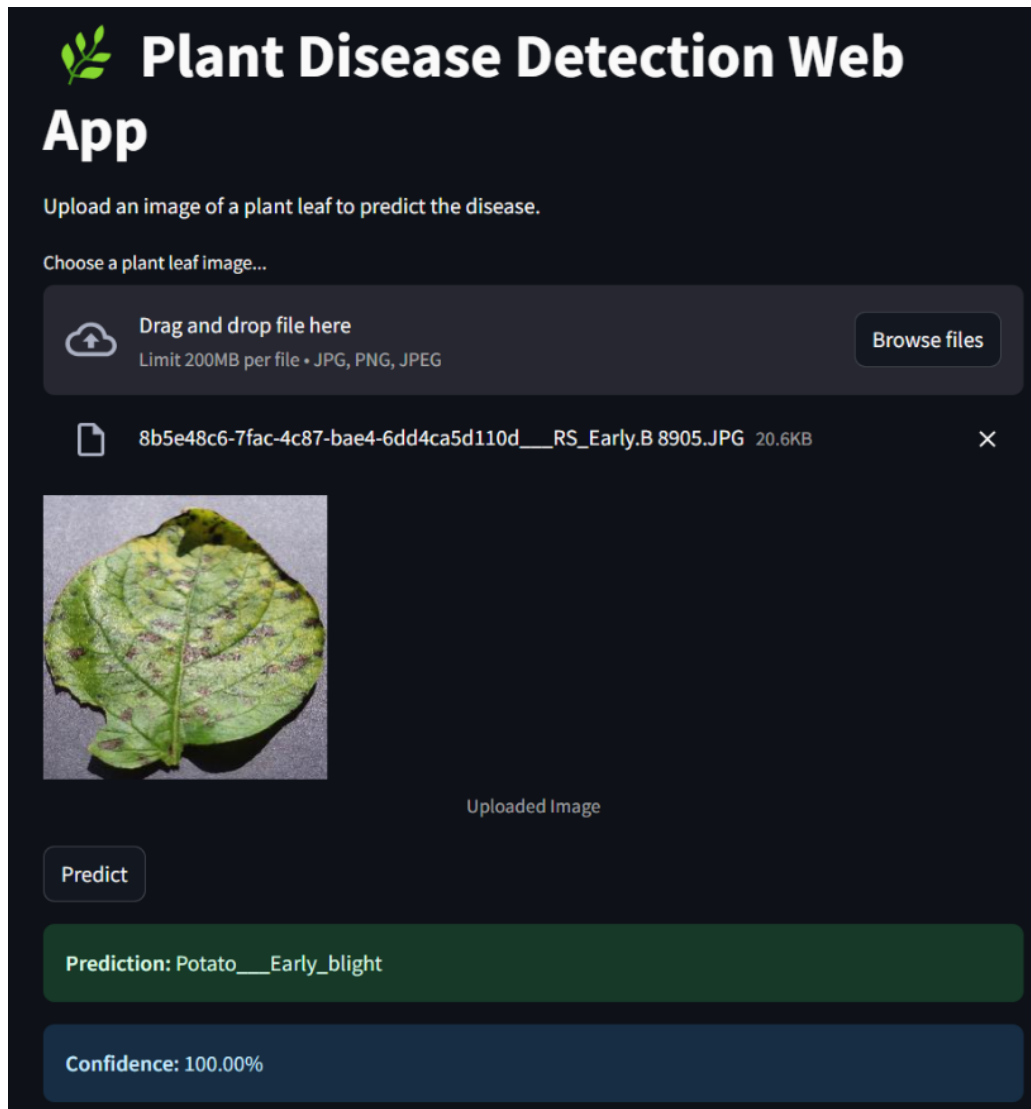 🌿 Plant Disease Detection Web
App
Upload an image of a plant leaf to predict the disease.
Choose a plant leaf image...
Drag and drop file here
Limit 200MB per file • JPG, PNG, JPEG
Browse files
8b5e48c6-7fac-4c87-bae4-6dd4ca5d110d___RS_Early.B 8905.JPG 20.6KB
Uploaded Image
Predict
Prediction: Potato___Early_blight
Confidence: 100.00%